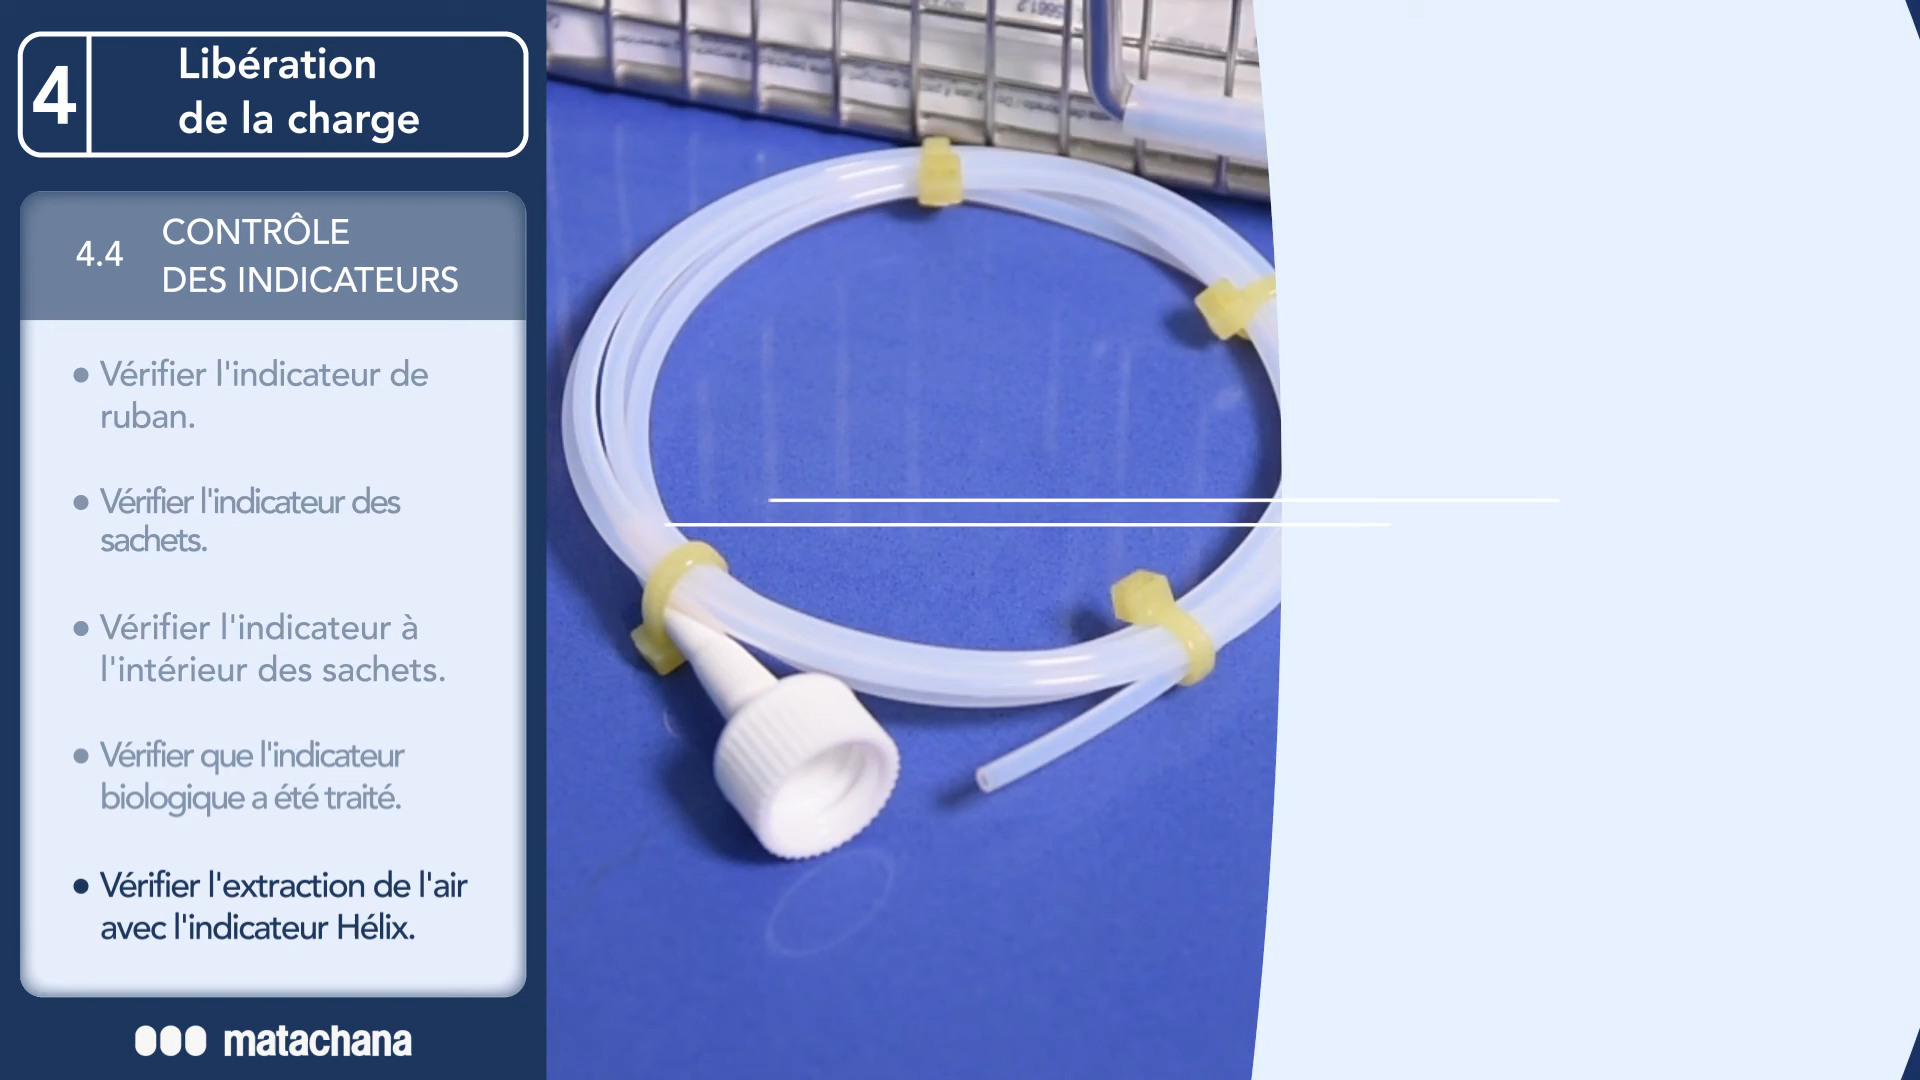 4
Libération
de la charge
4.4
CONTRÔLE
DES INDICATEURS
• Vérifier l'indicateur de
ruban.
• Vérifier l'indicateur des
sachets.
• Vérifier l'indicateur à
l'intérieur des sachets.
• Vérifier que l'indicateur
biologique a été traité.
• Vérifier l'extraction de l'air
avec l'indicateur Hélix.
matachana